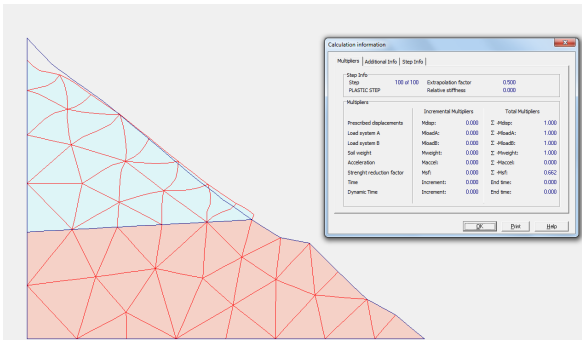 Calculation information
Multipliers Additional Info Step Info
Step Info
Step 100 of 100 Extrapolation factor 0.500
PLASTIC STEP Relative stiffness 0.000
Multipliers
Incremental Multipliers Total Multipliers
Prescribed displacements Mdisp: 0.000 Σ -Mdisp: 1.000
Load system A MloadA: 0.000 Σ -MloadA: 1.000
Load system B MloadB: 0.000 Σ -MloadB: 1.000
Soil weight Mweight: 0.000 Σ -Mweight: 1.000
Acceleration Maccel: 0.000 Σ -Maccel: 0.000
Strenght reduction factor Msf: 0.000 Σ -Msf: 0.662
Time Increment: 0.000 End time: 0.000
Dynamic Time Increment: 0.000 End time: 0.000
OK Print Help